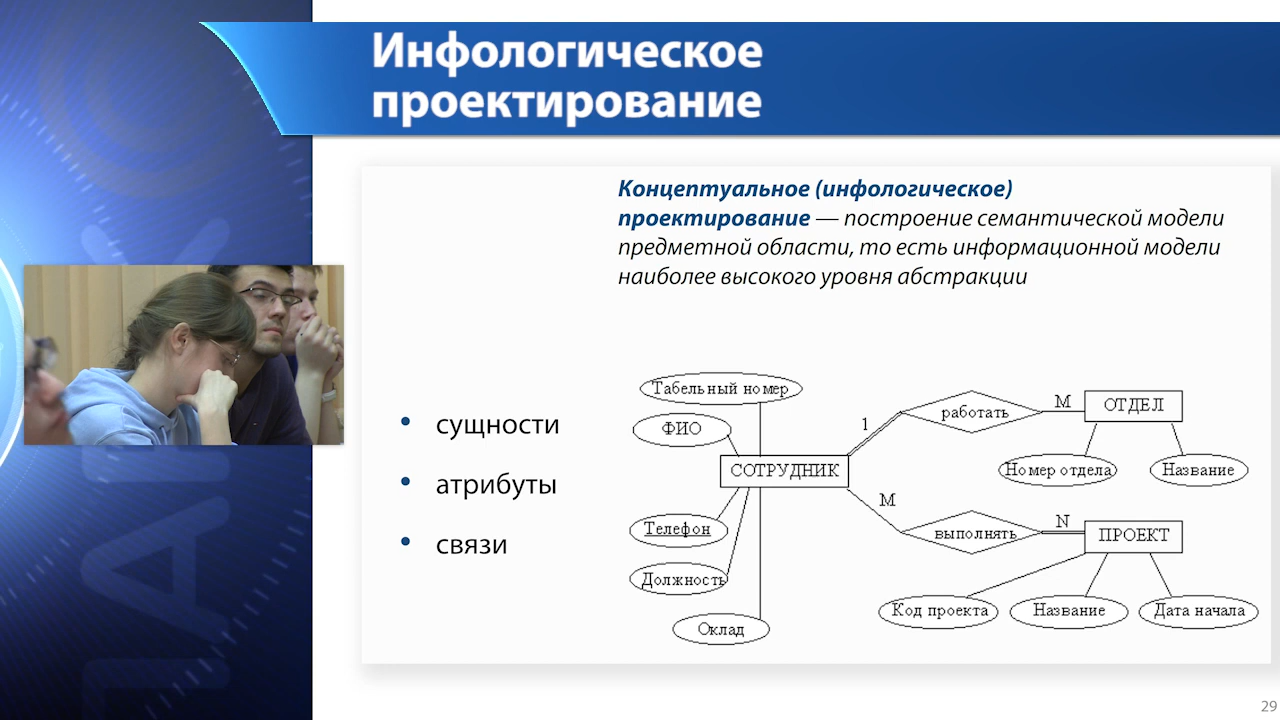 Инфологическое
проектирование
Концептуальное (инфологическое)
проектирование — построение семантической модели
предметной области, то есть информационной модели
наиболее высокого уровня абстракции
• сущности
• атрибуты
• связи
Табельный номер
ФИО
СОТРУДНИК
Телефон
Должность
Оклад
1
работать
М
ОТДЕЛ
Номер отдела
Название
М
выполнять
N
ПРОЕКТ
Код проекта
Название
Дата начала
29